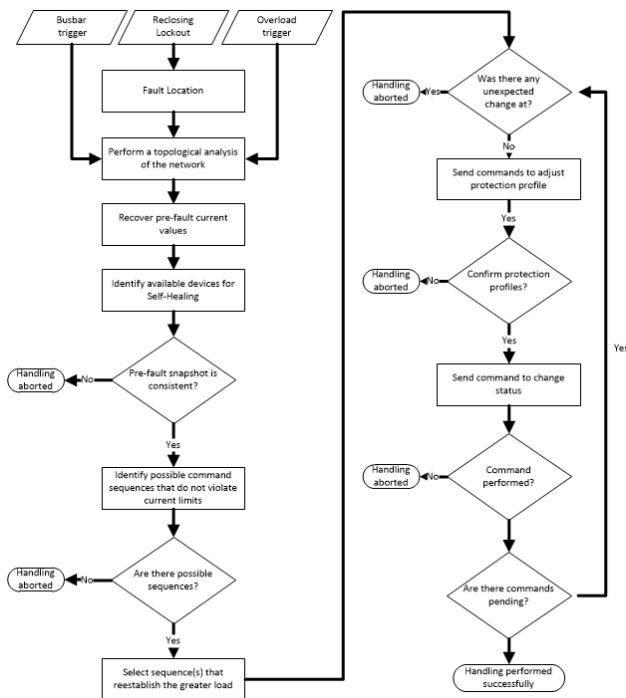 Busbar
trigger
Reclosing
Lockout
Overload
trigger
Fault Location
Perform a topological analysis
of the network
Recover pre-fault current
values
Identify available devices for
Self-Healing
Pre-fault snapshot is
consistent?
No
Handling
aborted
Yes
Identify possible command
sequences that do not violate
current limits
Are there possible
sequences?
No
Handling
aborted
Yes
Select sequence(s) that
reestablish the greater load
Was there any
unexpected
change at?
Yes
Handling
aborted
No
Send commands to adjust
protection profile
Yes
Confirm protection
profiles?
No
Handling
aborted
Yes
Send command to change
status
Command
performed?
No
Handling
aborted
Are there commands
pending?
Yes
Handling performed
successfully